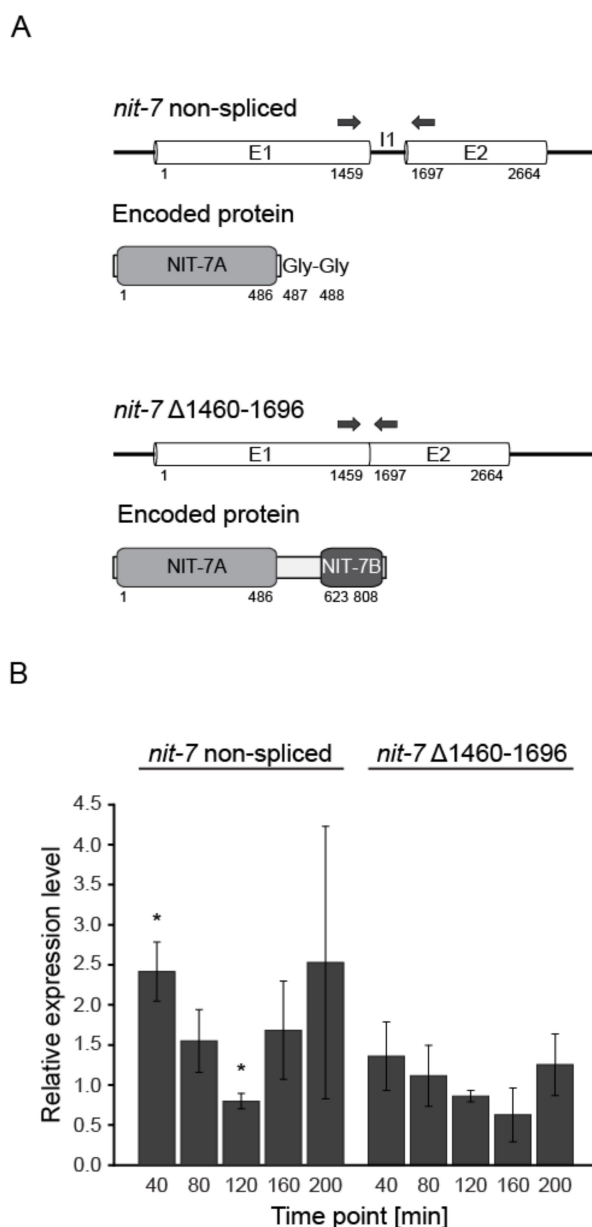 A
nit-7 non-spliced
I1
E1 E2
1 1459 1697 2664
Encoded protein
NIT-7A Gly-Gly
1 486 487 488
nit-7 Δ1460-1696
E1 E2
1 1459 1697 2664
Encoded protein
NIT-7A NIT-7B
1 486 623 808
B
nit-7 non-spliced nit-7 Δ1460-1696
Relative expression level
4.5
4.0
3.5
3.0
2.5
2.0
1.5
1.0
0.5
0.0
* *
40 80 120 160 200 40 80 120 160 200
Time point [min]